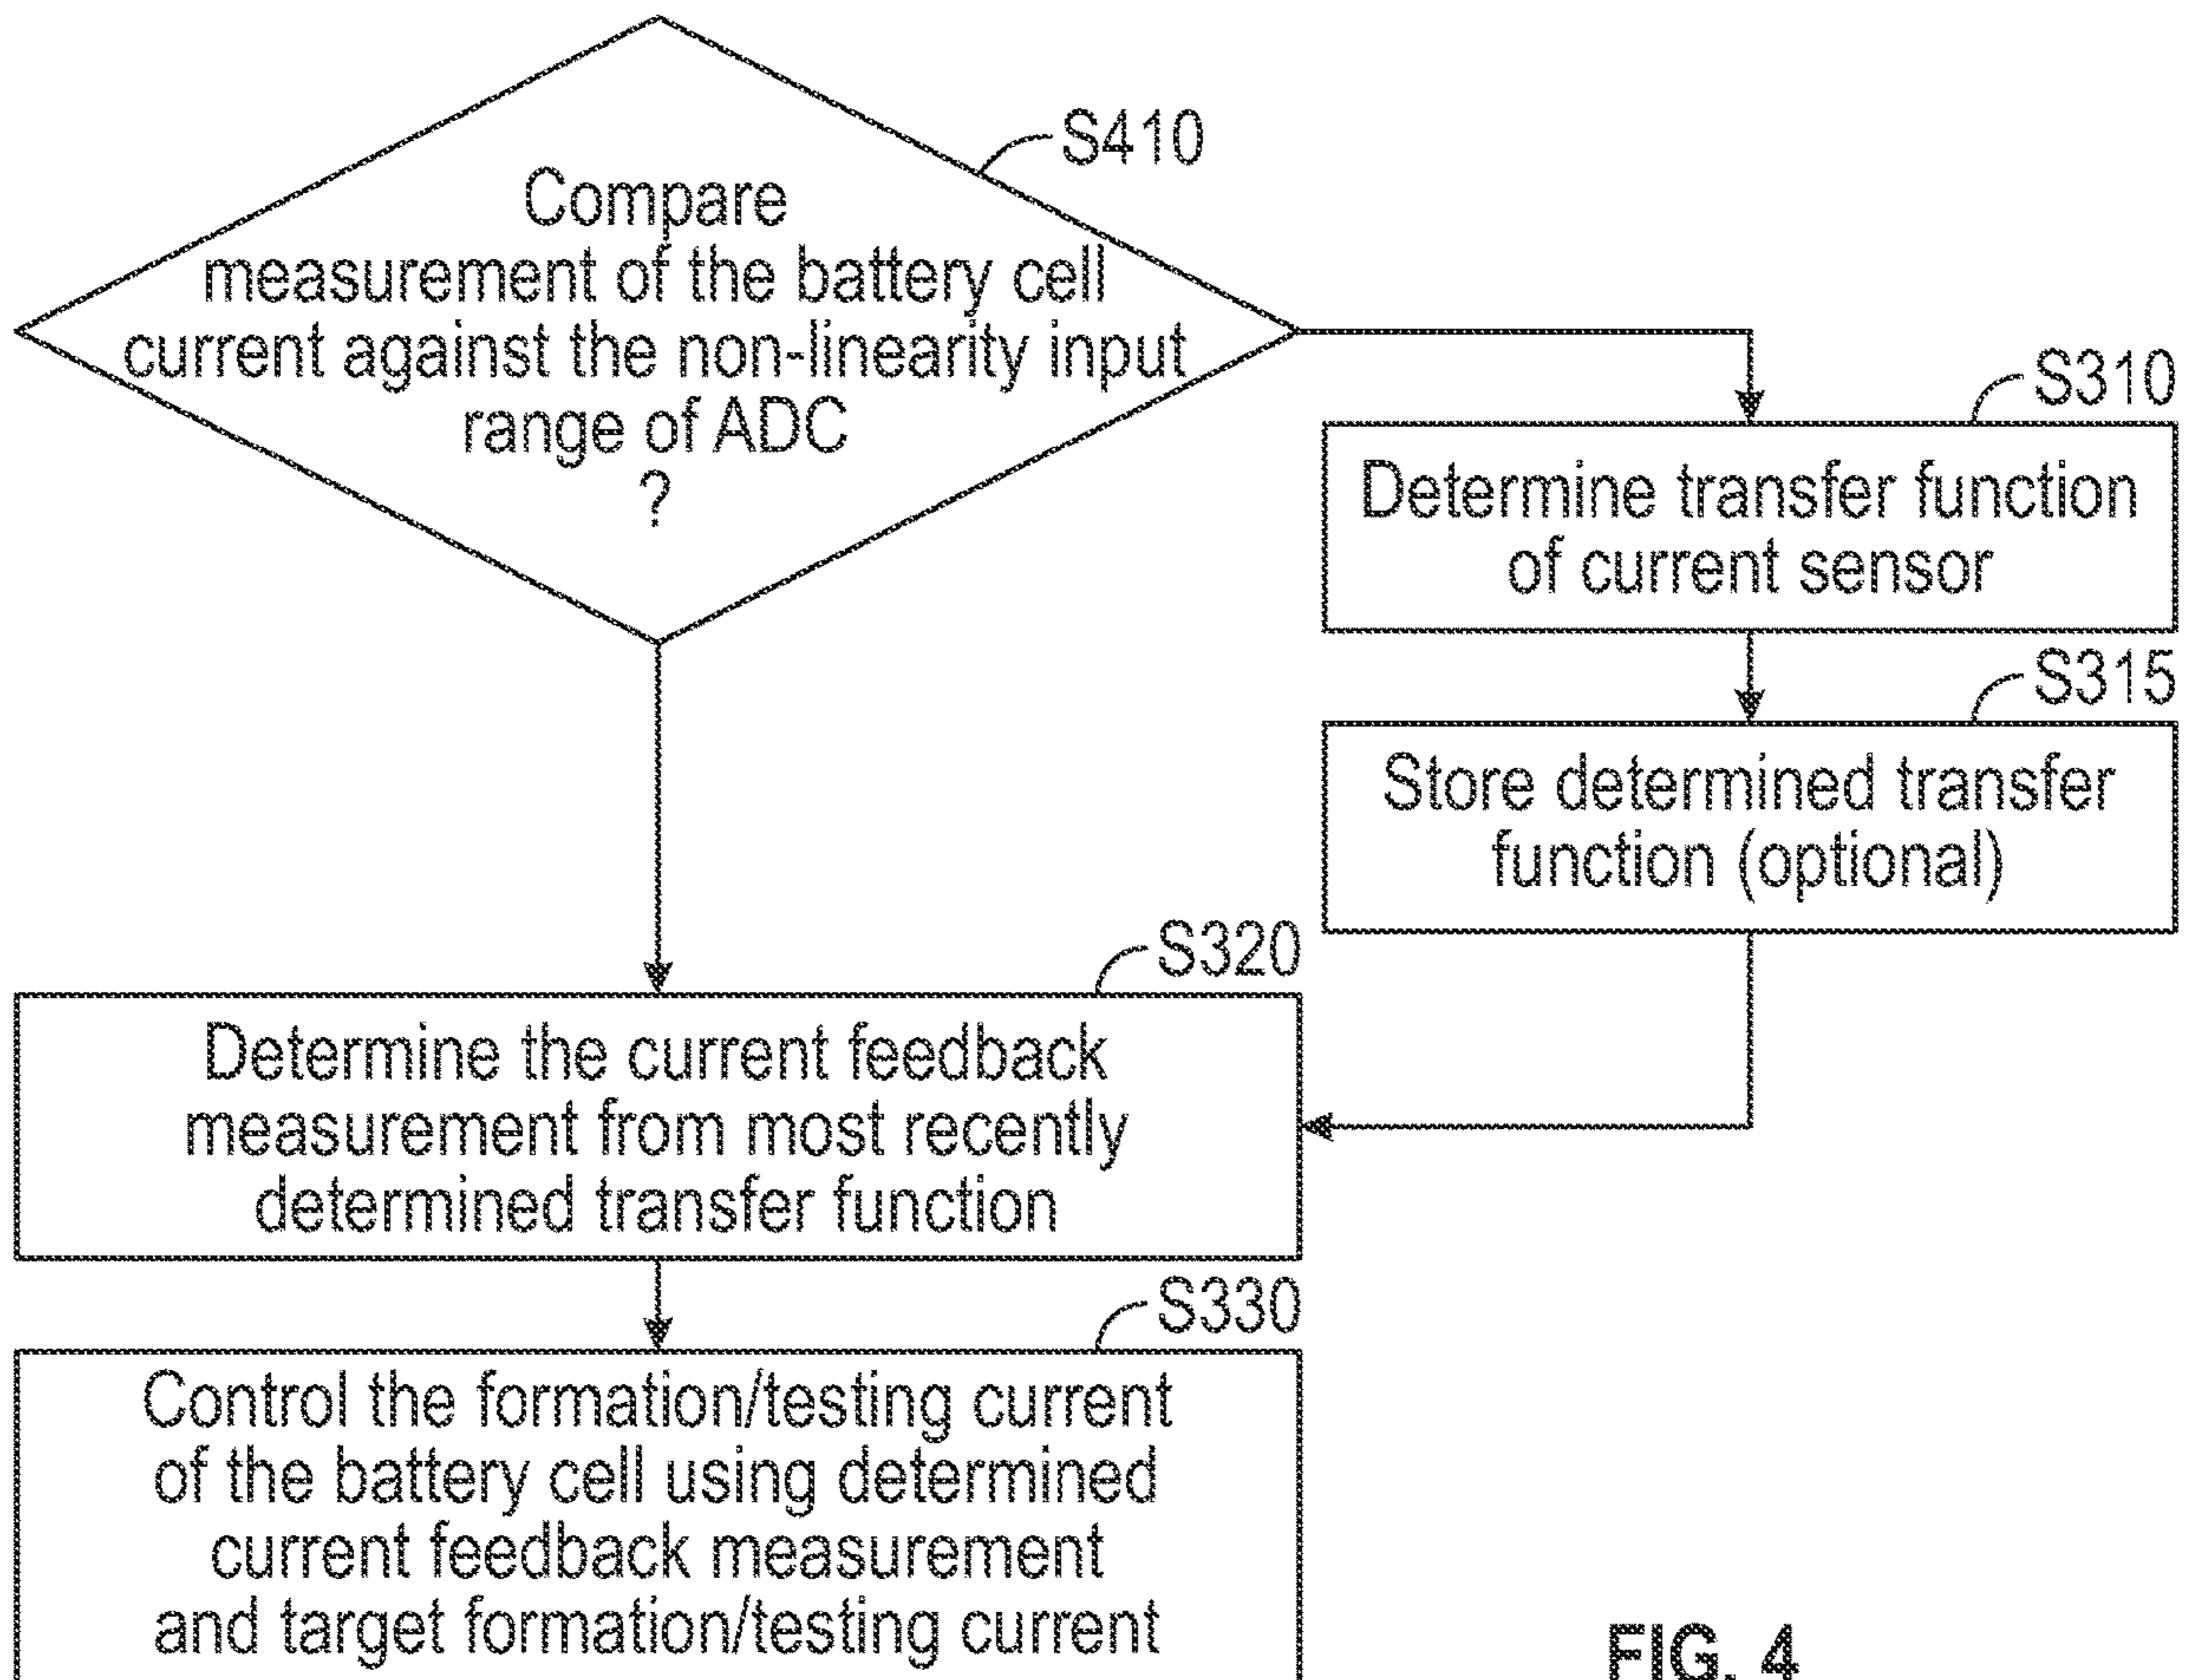 S410
Compare
measurement of the battery cell
current against the non-linearity input
range of ADC
?
S310
Determine transfer function
of current sensor
S315
Store determined transfer
function (optional)
S320
Determine the current feedback
measurement from most recently
determined transfer function
S330
Control the formation/testing current
of the battery cell using determined
current feedback measurement
and target formation/testing current
FIG. 4